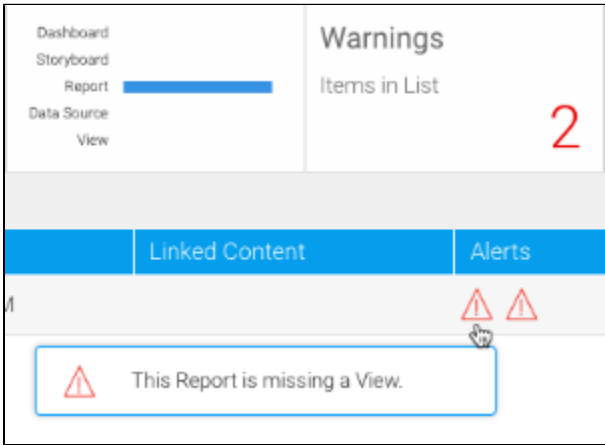 Dashboard
Storyboard
Report
Data Source
View
Warnings
Items in List
2
Linked Content
Alerts
M
This Report is missing a View.